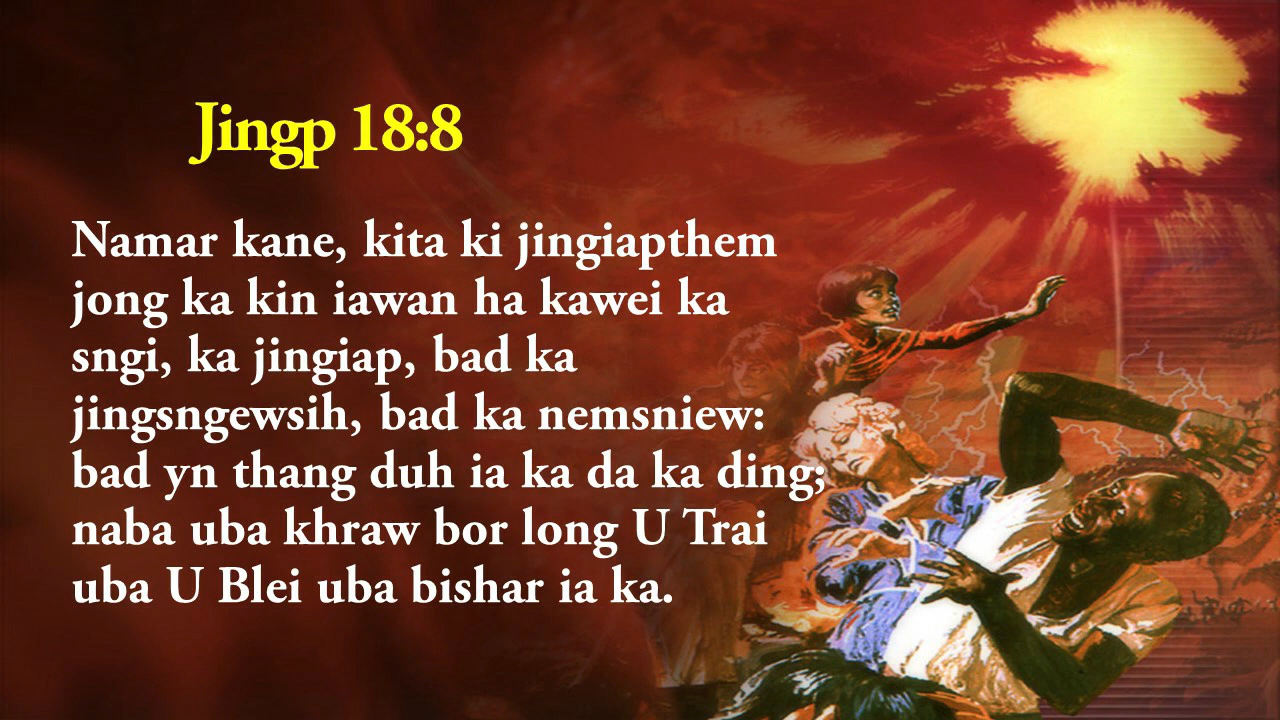 Jingp 18:8
Namar kane, kita ki jingiapthem
jong ka kin iawan ha kawei ka
sngi, ka jingiap, bad ka
jingsngewsih, bad ka nemsniew:
bad yn thang duh ia ka da ka ding;
naba uba khraw bor long U Trai
uba U Blei uba bishar ia ka.